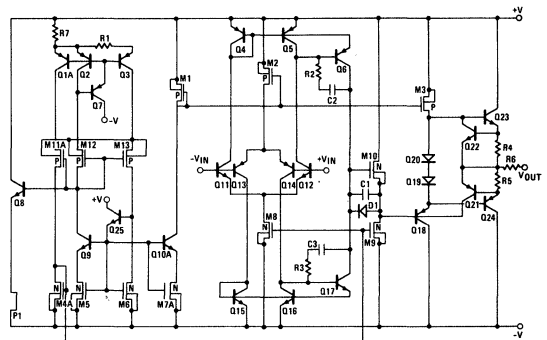 +V
R7
R1
Q4
Q5
Q1A
Q2
Q3
R2
Q6
M1
P
M2
P
M3
P
Q7
-V
C2
Q23
Q22
M11A
P
M12
P
M13
P
R4
R6
VOUT
R5
-VIN
+VIN
Q11
Q13
Q14
Q12
M10
N
C1
Q20
Q19
D1
Q21
Q24
Q8
+V
Q25
M8
N
M9
N
Q18
C3
Q9
Q10A
R3
Q17
P1
N
M4A
N
M5
N
M6
N
M7A
Q15
Q16
-V